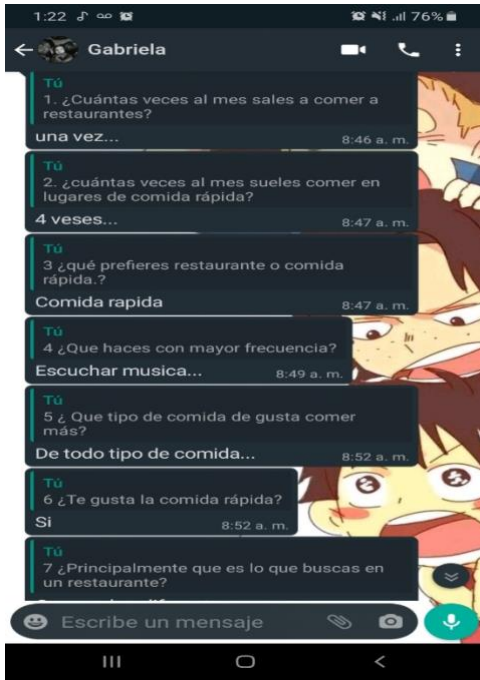 1:22
76%
Gabriela
Tú
1. ¿Cuántas veces al mes sales a comer a
restaurantes?
una vez...
8:46 a. m.
Tú
2. ¿cuántas veces al mes sueles comer en
lugares de comida rápida?
4 veses...
8:47 a. m.
Tú
3 ¿qué prefieres restaurante o comida
rápida.?
Comida rapida
8:47 a. m.
Tú
4 ¿Que haces con mayor frecuencia?
Escuchar musica...
8:49 a. m.
Tú
5 ¿ Que tipo de comida de gusta comer
más?
De todo tipo de comida...
8:52 a. m.
Tú
6 ¿Te gusta la comida rápida?
Si
8:52 a. m.
Tú
7 ¿Principalmente que es lo que buscas en
un restaurante?
Escribe un mensaje